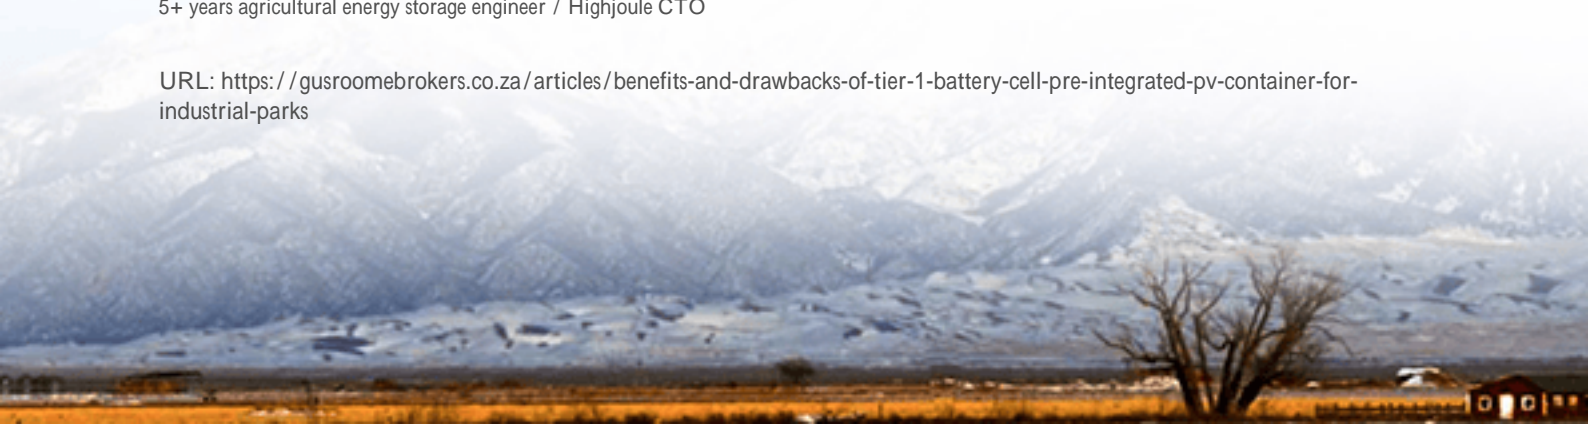 5+ years agricultural energy storage engineer / Highjoule CTO
URL: https://gusroomebrokers.co.za/articles/benefits-and-drawbacks-of-tier-1-battery-cell-pre-integrated-pv-container-for-
industrial-parks